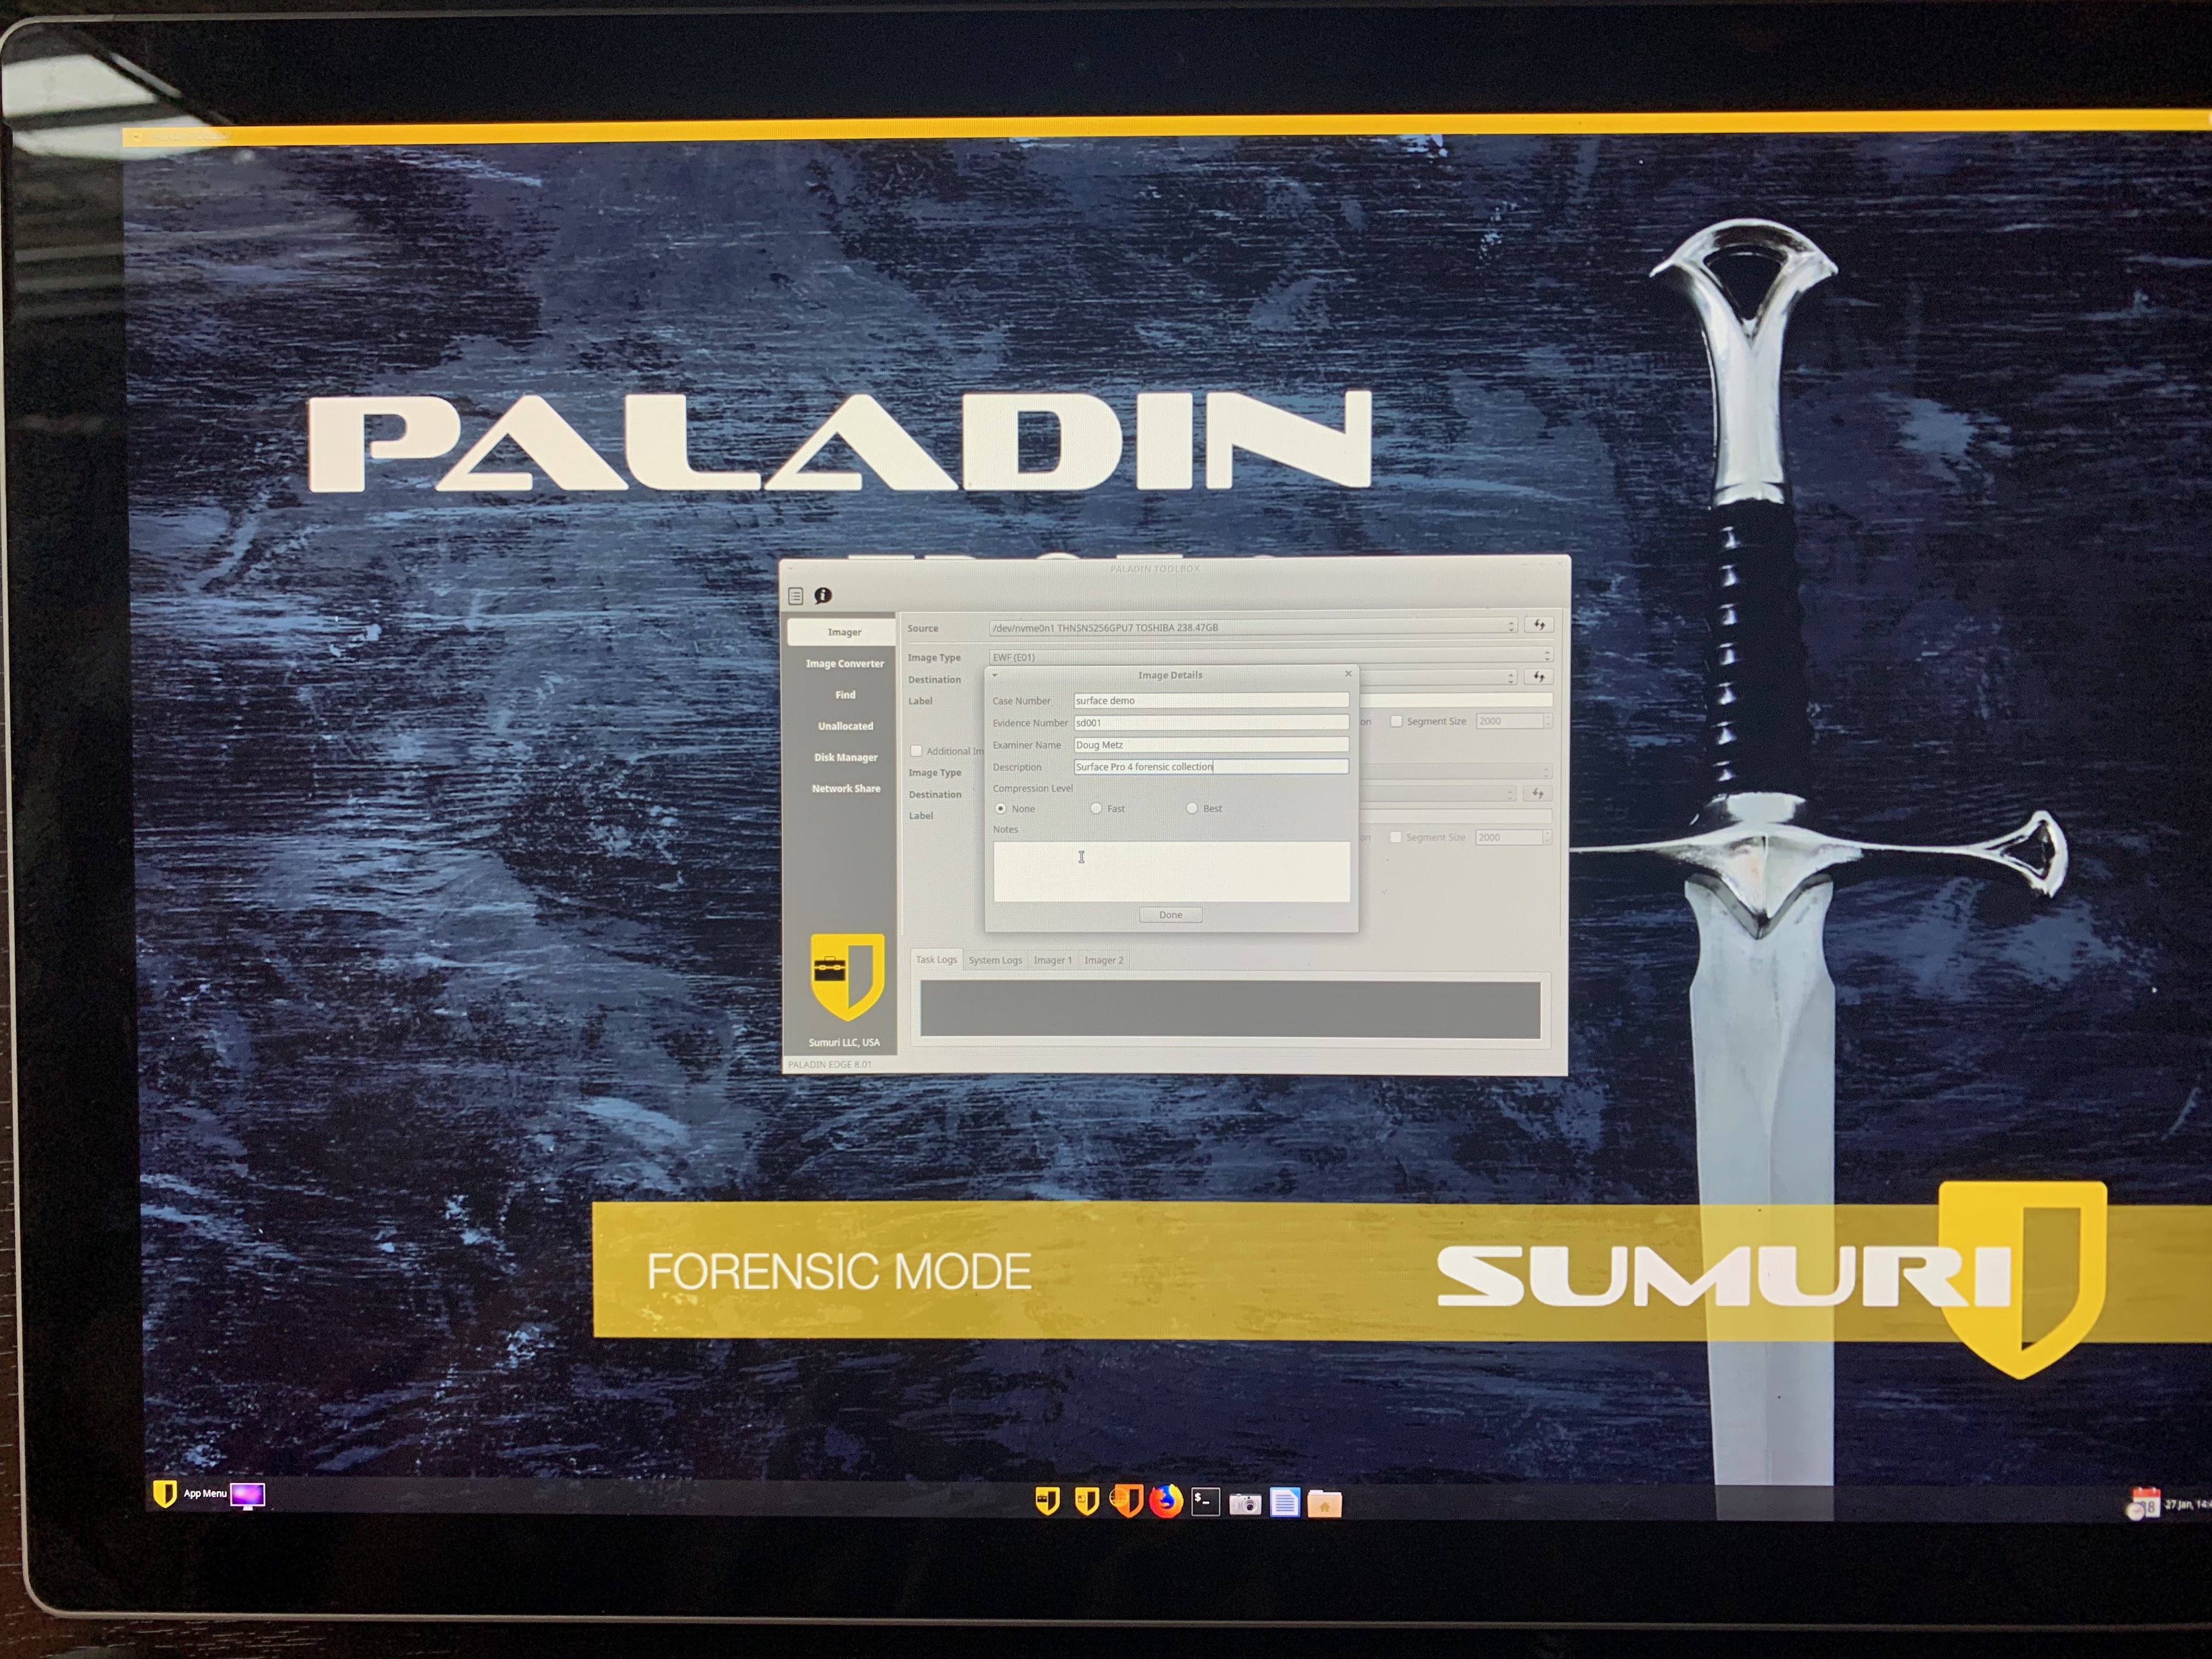 PALADIN
PALADIN TOOLBOX
Imager
Image Converter
Find
Unallocated
Disk Manager
Network Share
Sumuri LLC, USA
PALADIN EDGE 8.01
Source /dev/nvme0n1 THNSN5256GPU7 TOSHIBA 238.47GB
Image Type EWF (E01)
Destination
Label
on Segment Size 2000
Additional Im
Image Type
Destination
Label
on Segment Size 2000
Image Details
Case Number surface demo
Evidence Number sd001
Examiner Name Doug Metz
Description Surface Pro 4 forensic collection
Compression Level
None Fast Best
Notes
Done
Task Logs System Logs Imager 1 Imager 2
FORENSIC MODE
SUMURI
App Menu
27 Jan, 14: